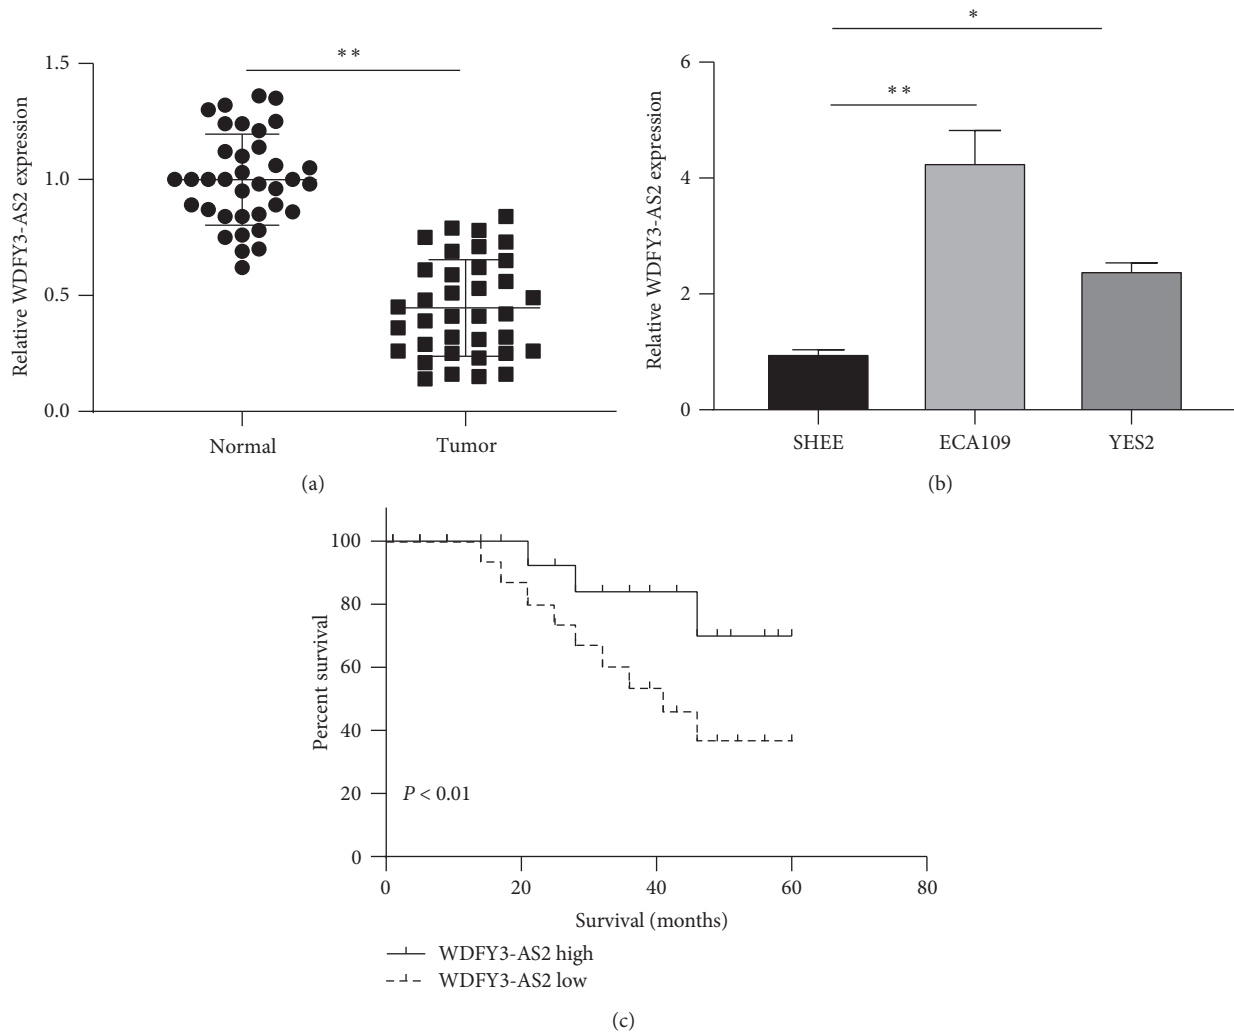 Relative WDFY3-AS2 expression
1.5
1.0
0.5
0.0
**
Normal
Tumor
(a)
Relative WDFY3-AS2 expression
6
4
2
0
*
**
SHEE
ECA109
YES2
(b)
Percent survival
100
80
60
40
20
0
P < 0.01
0
20
40
60
80
Survival (months)
WDFY3-AS2 high
WDFY3-AS2 low
(c)